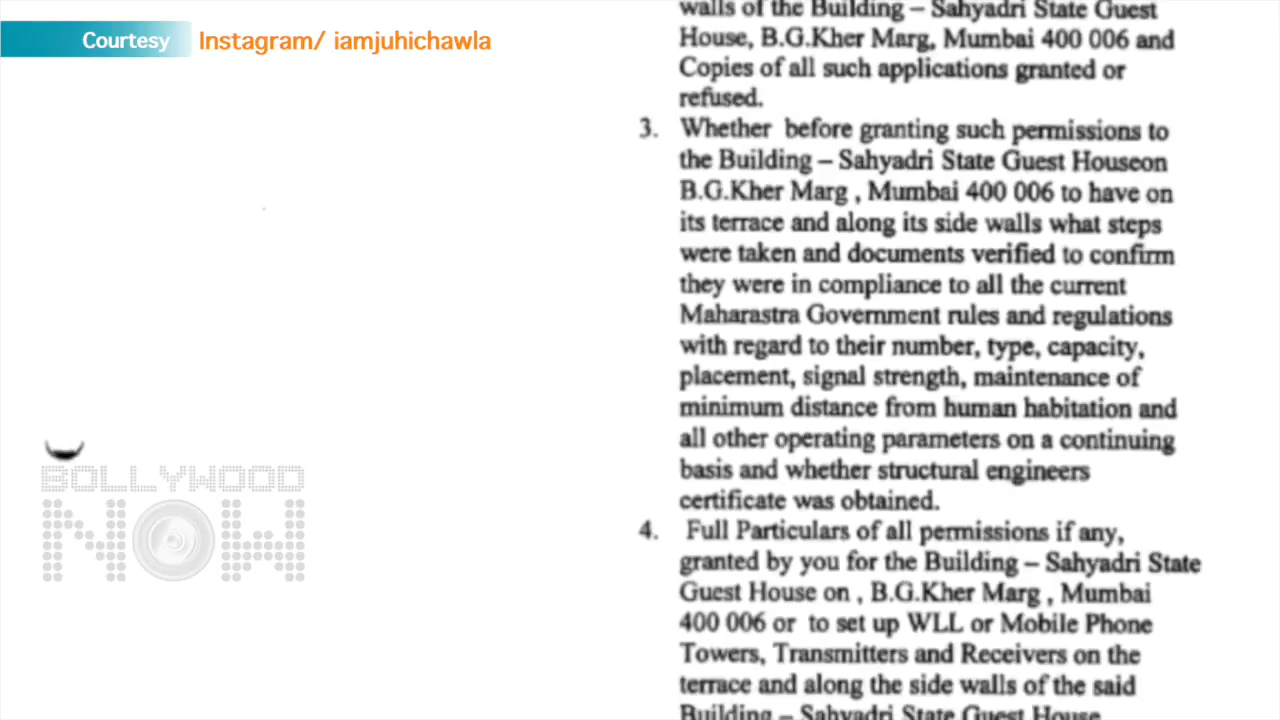 Courtesy Instagram/ iamjuhichawla
walls of the Building – Sahyadri State Guest
House, B.G.Kher Marg, Mumbai 400 006 and
Copies of all such applications granted or
refused.
3. Whether before granting such permissions to
the Building – Sahyadri State Guest Houseon
B.G.Kher Marg , Mumbai 400 006 to have on
its terrace and along its side walls what steps
were taken and documents verified to confirm
they were in compliance to all the current
Maharastra Government rules and regulations
with regard to their number, type, capacity,
placement, signal strength, maintenance of
minimum distance from human habitation and
all other operating parameters on a continuing
basis and whether structural engineers
certificate was obtained.
4. Full Particulars of all permissions if any,
granted by you for the Building – Sahyadri State
Guest House on , B.G.Kher Marg , Mumbai
400 006 or to set up WLL or Mobile Phone
Towers, Transmitters and Receivers on the
terrace and along the side walls of the said
Building – Sahyadri State Guest House
BOLLYWOOD
NOW